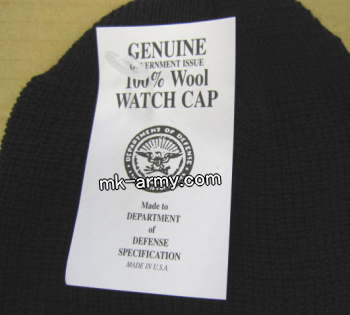 GENUINE
GOVERNMENT ISSUE
100% Wool
WATCH CAP
DEPARTMENT OF DEFENSE
mk-army.com
Made to
DEPARTMENT
of
DEFENSE
SPECIFICATION
MADE IN U.S.A.